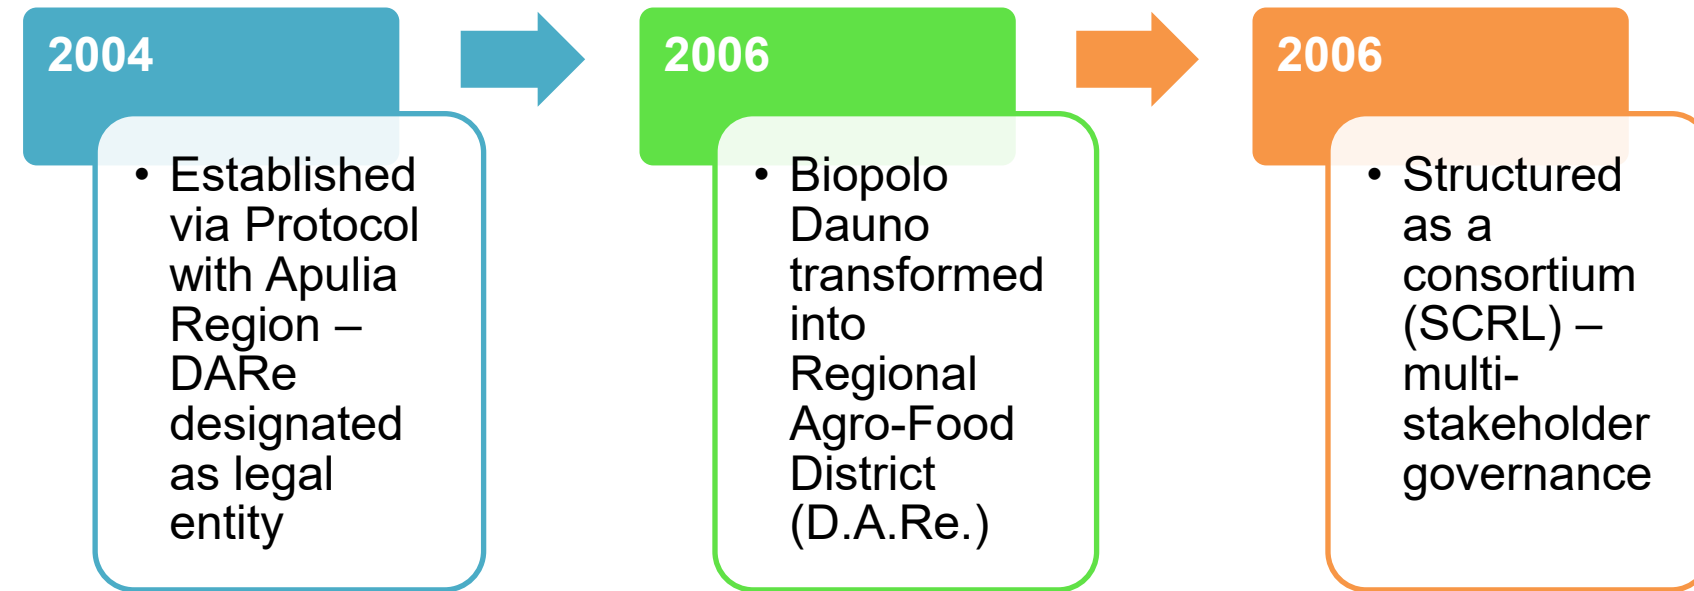 2004
• Established
via Protocol
with Apulia
Region –
DARe
designated
as legal
entity
2006
• Biopolo
Dauno
transformed
into
Regional
Agro-Food
District
(D.A.Re.)
2006
• Structured
as a
consortium
(SCRL) –
multi-
stakeholder
governance